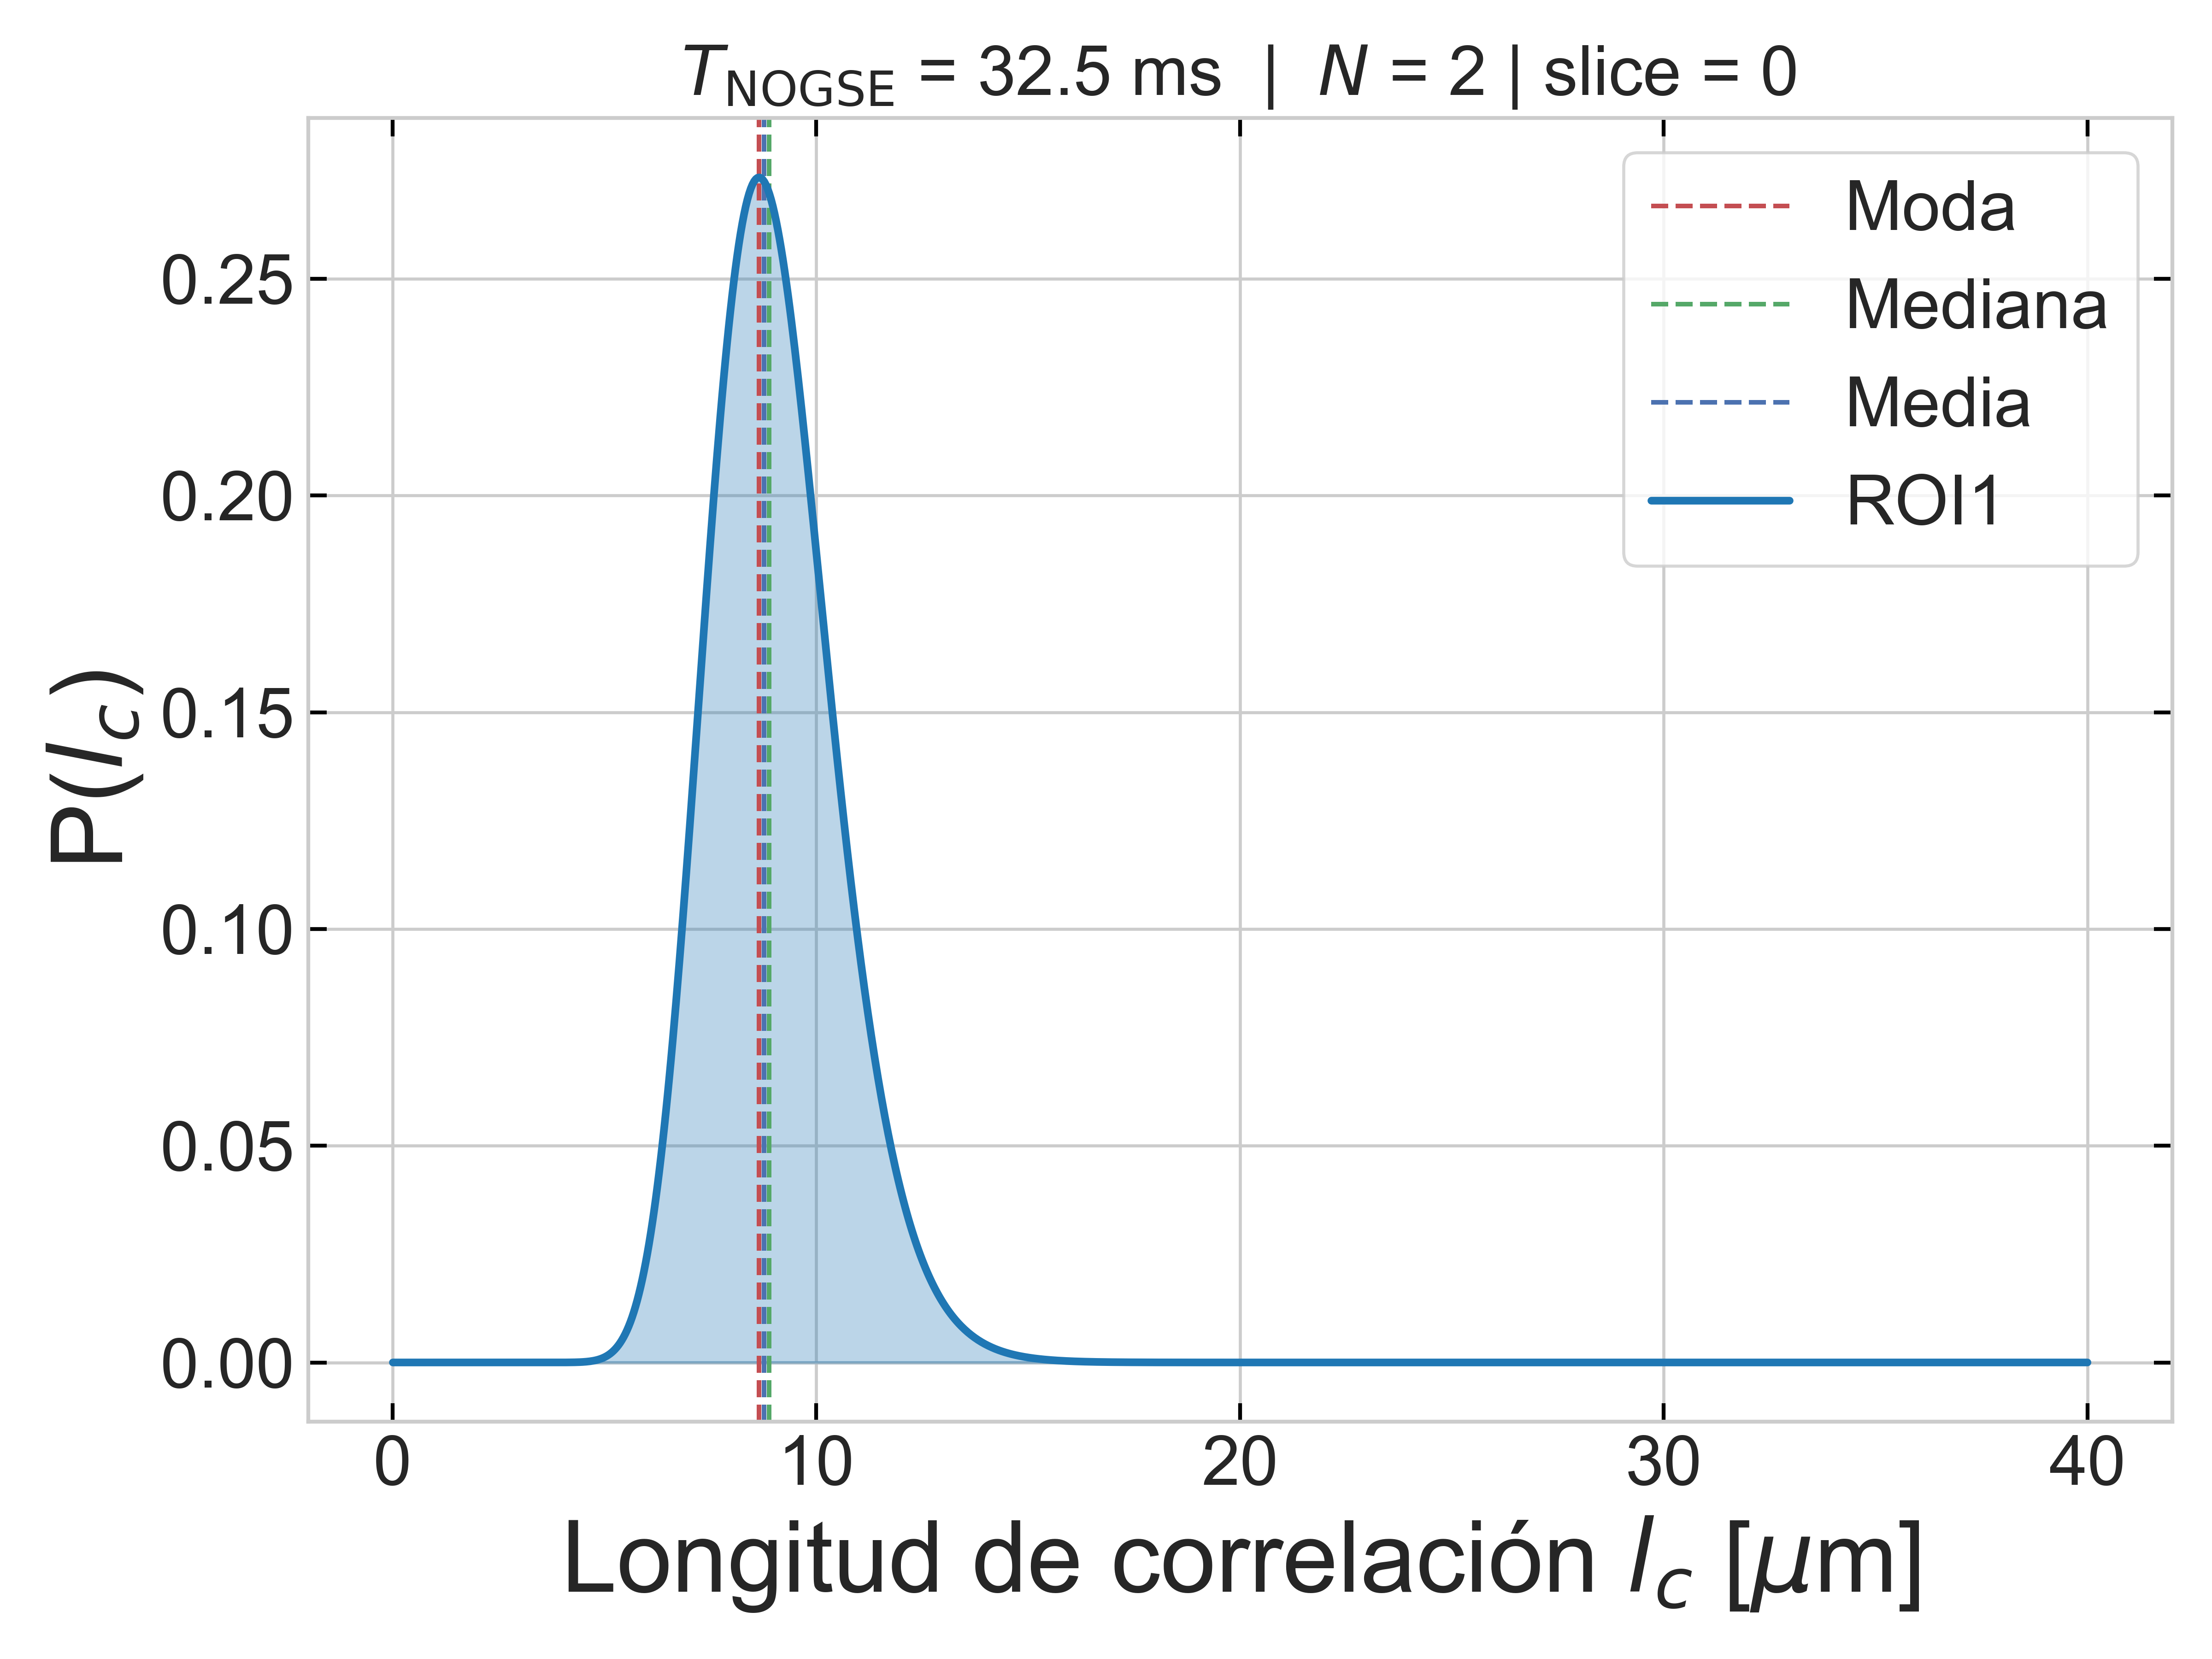 T_NOGSE = 32.5 ms | N = 2 | slice = 0
Moda
Mediana
Media
ROI1
P(l_c)
0.25
0.20
0.15
0.10
0.05
0.00
0 10 20 30 40
Longitud de correlación l_c [μm]